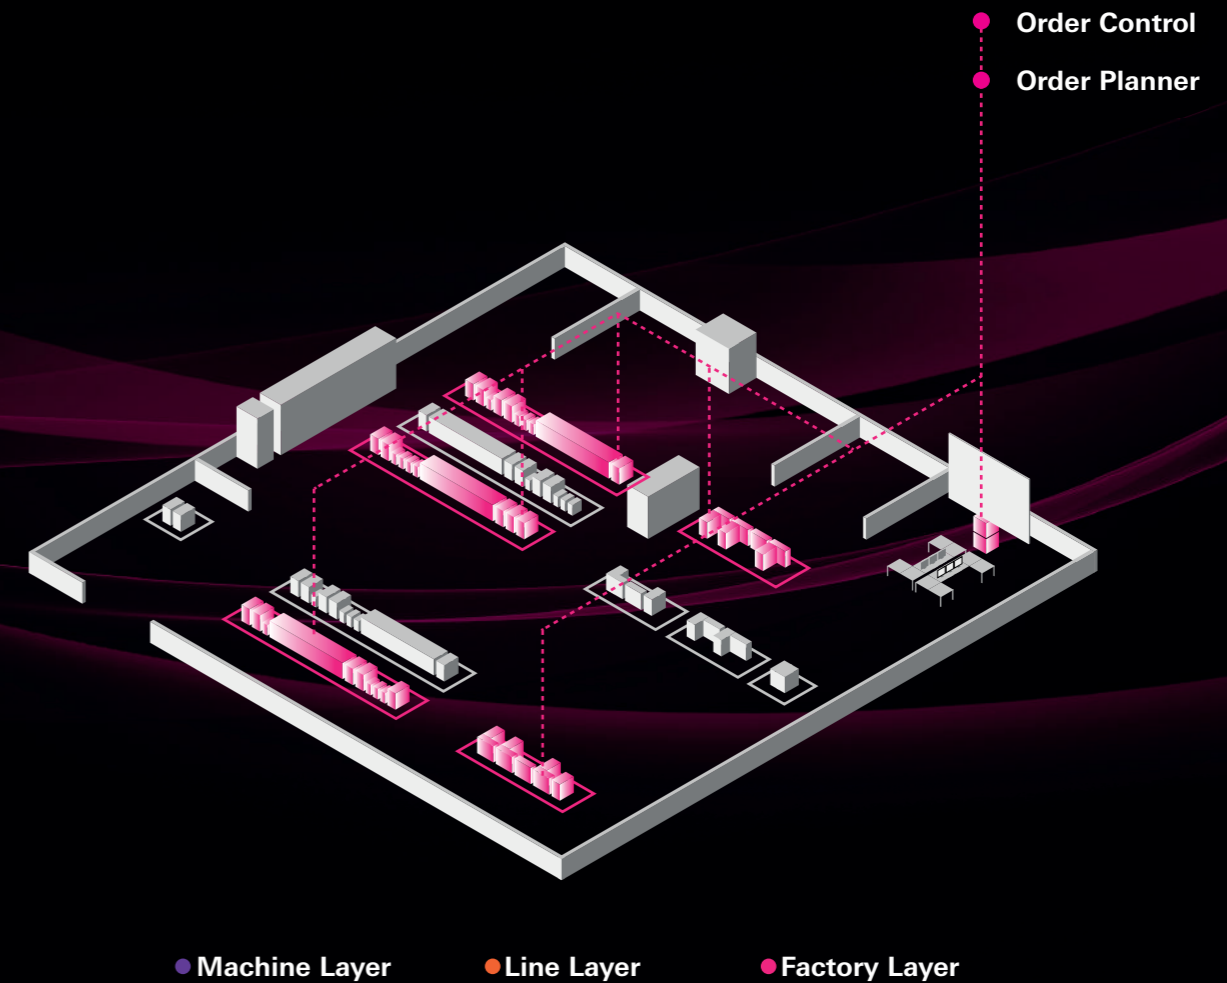 Order Control
Order Planner
Machine Layer
Line Layer
Factory Layer